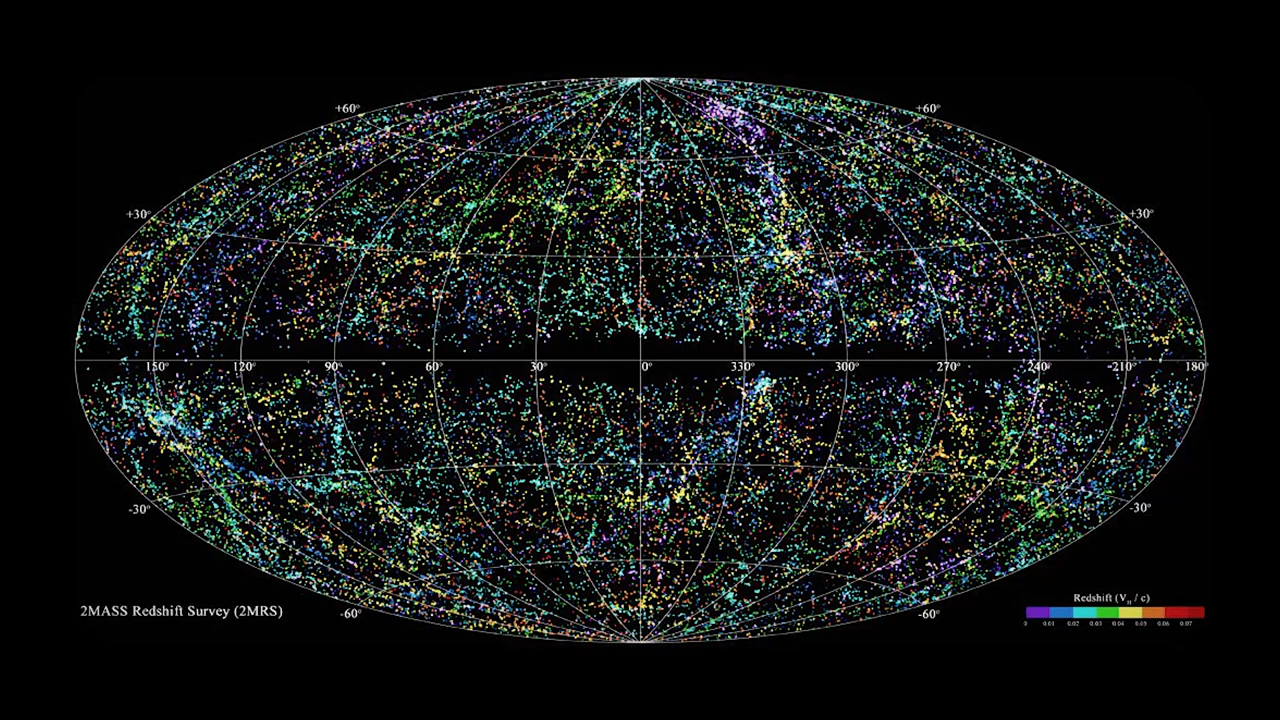 +60° +60°
+30° +30°
150° 120° 90° 60° 30° 0° 330° 300° 270° 240° 210° 180°
-30° -30°
-60° -60°
2MASS Redshift Survey (2MRS)
Redshift (V_H / c)
0.01 0.02 0.03 0.04 0.05 0.06 0.07